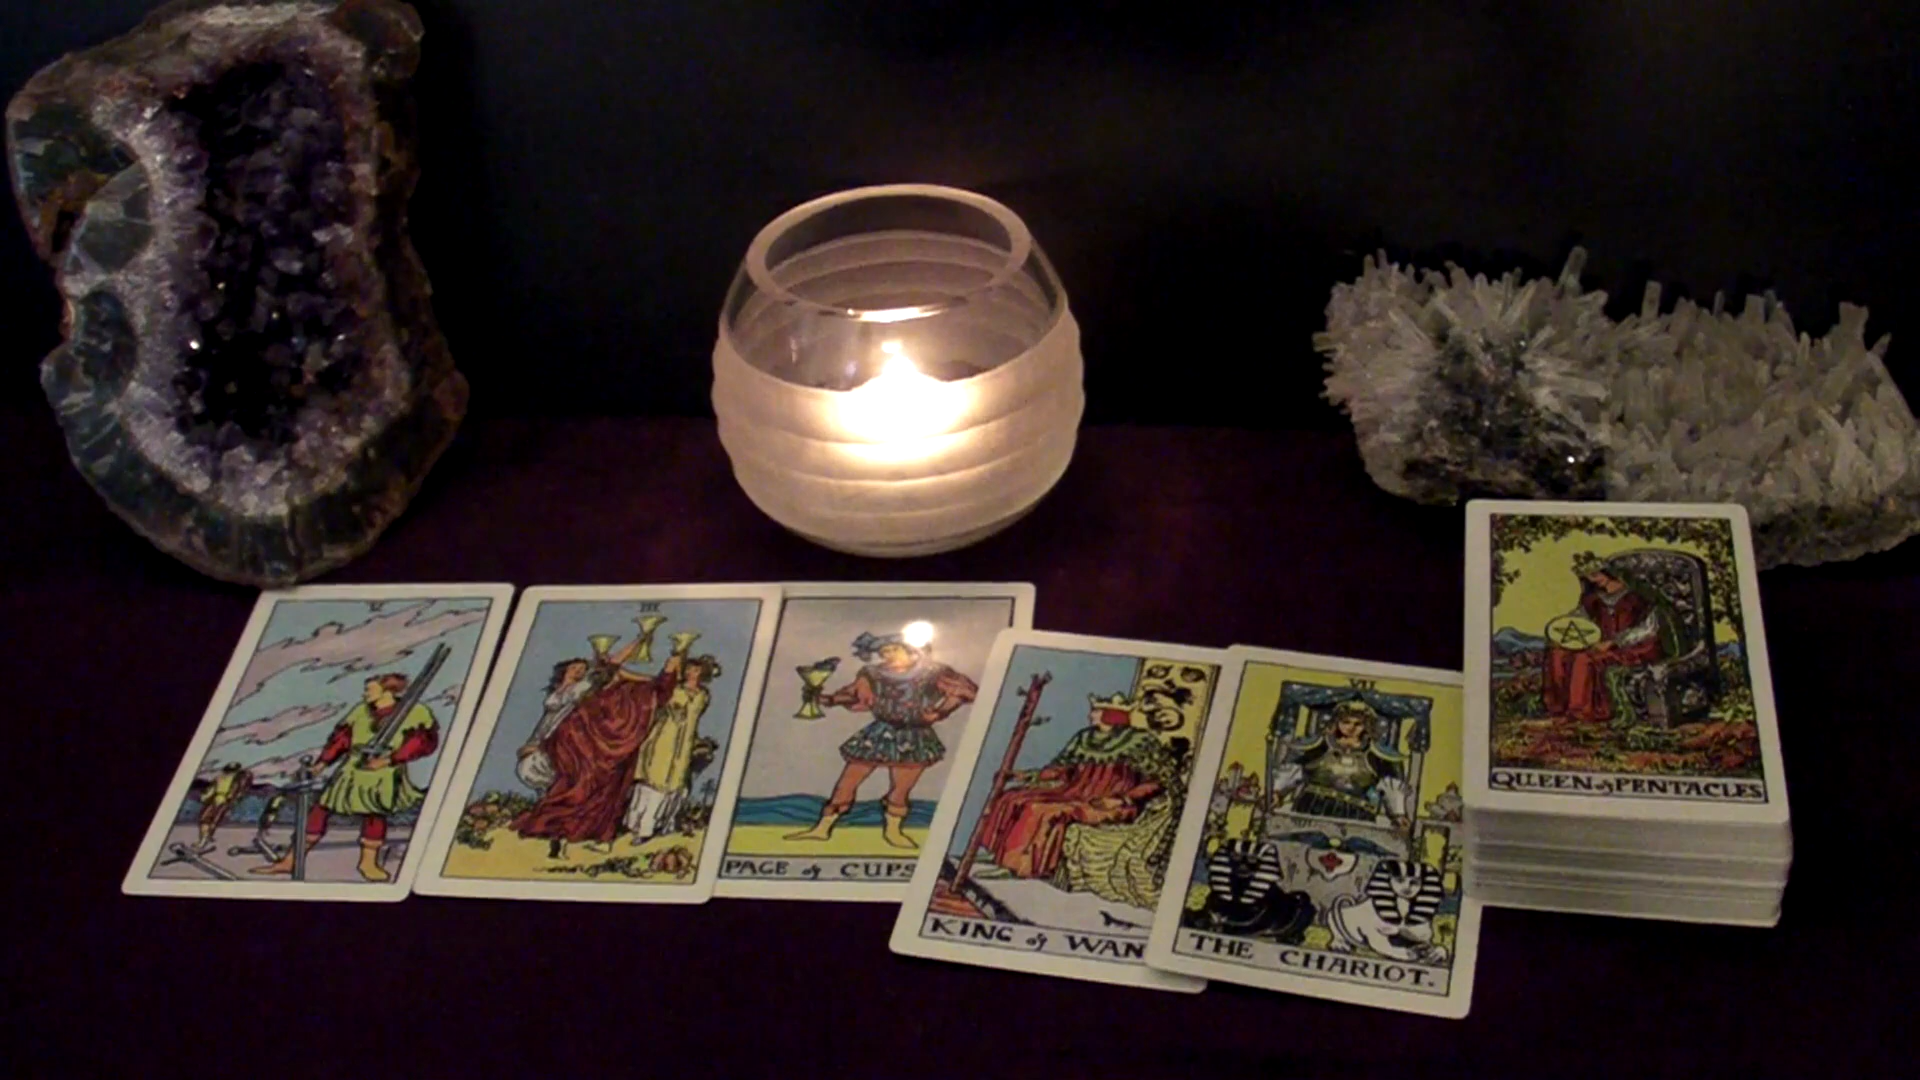 V
III
PAGE of CUPS
KING of WAN
VII
THE CHARIOT.
QUEEN of PENTACLES